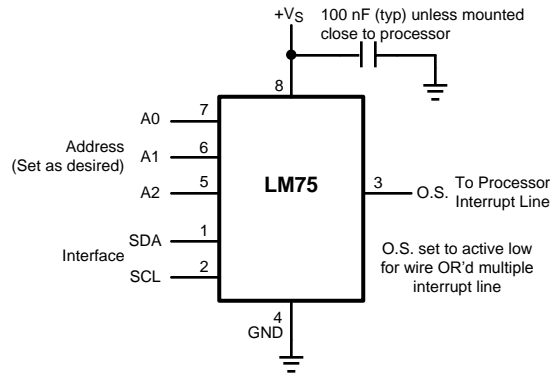 +VS
100 nF (typ) unless mounted
close to processor
8
A0
7
Address
(Set as desired)
A1
6
A2
5
LM75
3
O.S.
To Processor
Interrupt Line
SDA
1
Interface
SCL
2
O.S. set to active low
for wire OR'd multiple
interrupt line
4
GND